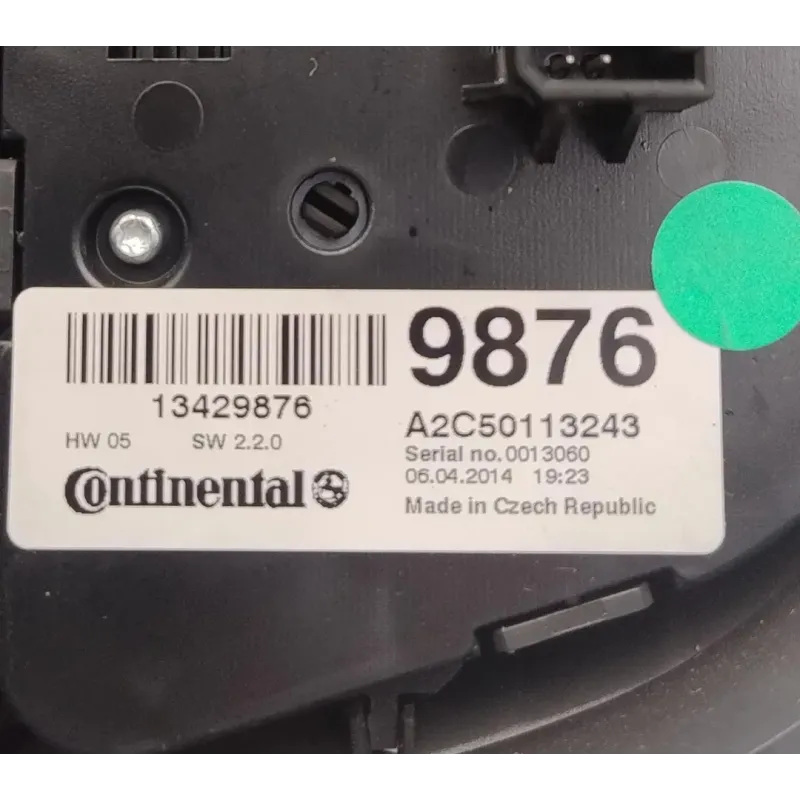 9876
13429876
A2C50113243
HW 05 SW 2.2.0
Serial no.0013060
06.04.2014 19:23
Continental
Made in Czech Republic